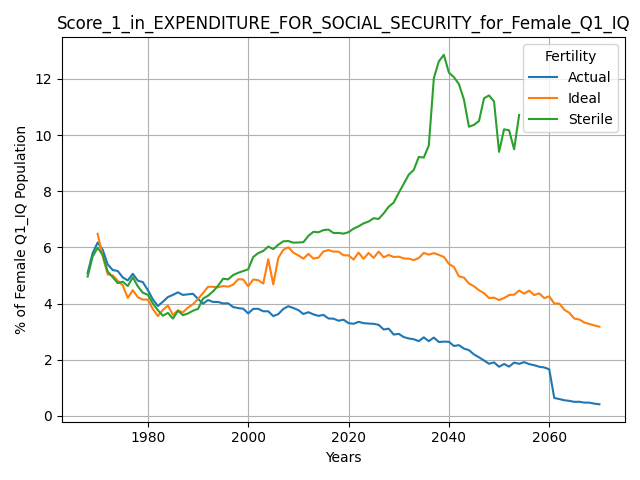 Score_1_in_EXPENDITURE_FOR_SOCIAL_SECURITY_for_Female_Q1_IQ
% of Female Q1_IQ Population
12
10
8
6
4
2
0
Fertility
Actual
Ideal
Sterile
1980
2000
2020
2040
2060
Years